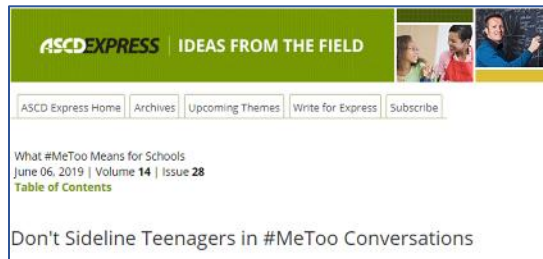 ASCDEXPRESS | IDEAS FROM THE FIELD
ASCD Express Home Archives Upcoming Themes Write for Express Subscribe
What #MeToo Means for Schools
June 06, 2019 | Volume 14 | Issue 28
Table of Contents
Don't Sideline Teenagers in #MeToo Conversations